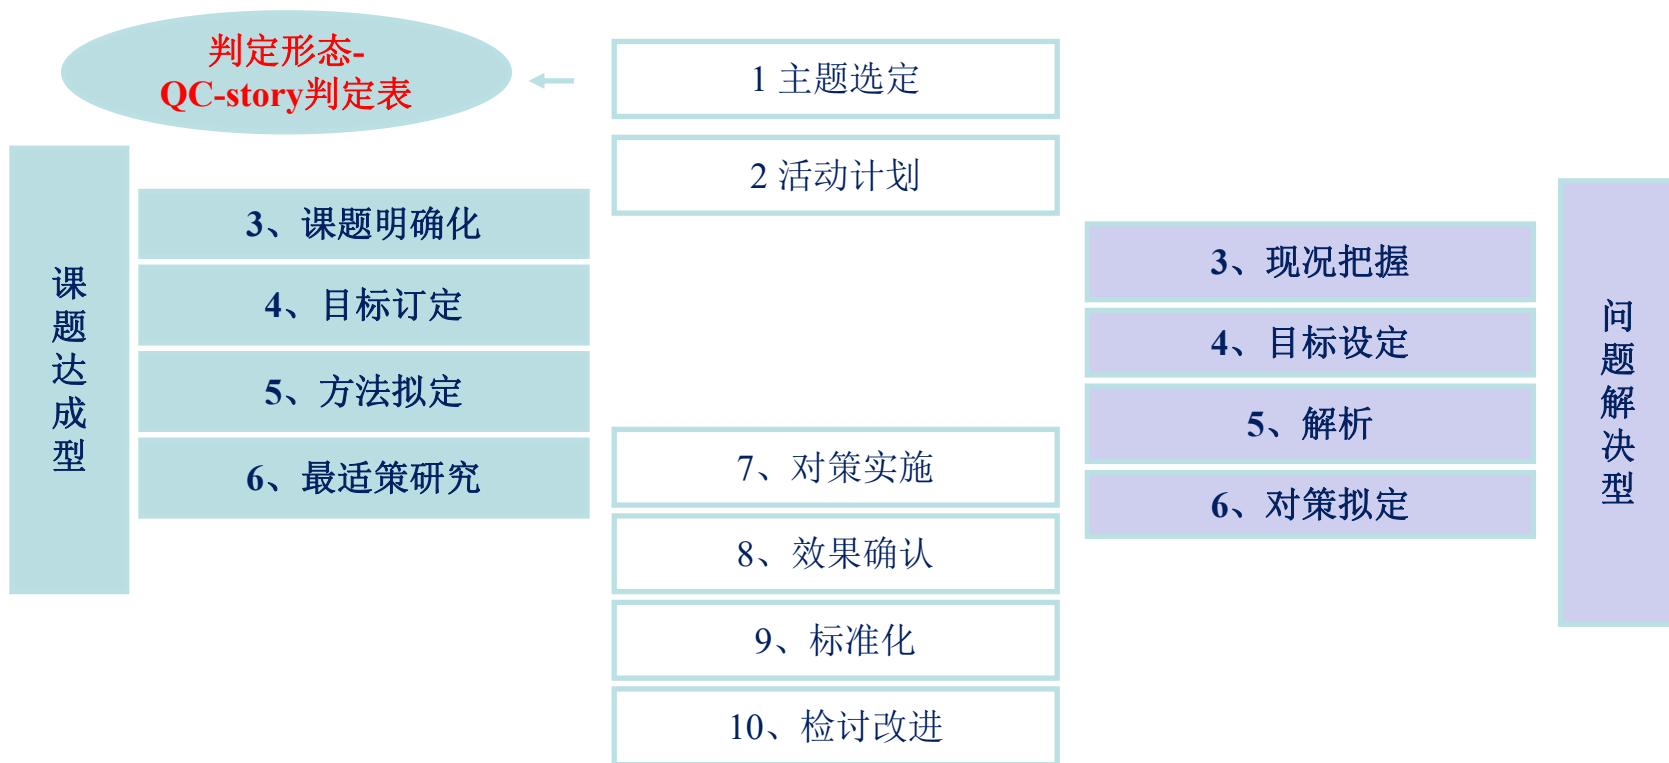 判定形态-
QC-story判定表
1 主题选定
2 活动计划
课题达成型
3、课题明确化
4、目标订定
5、方法拟定
6、最适策研究
3、现况把握
4、目标设定
5、解析
6、对策拟定
问题解决型
7、对策实施
8、效果确认
9、标准化
10、检讨改进